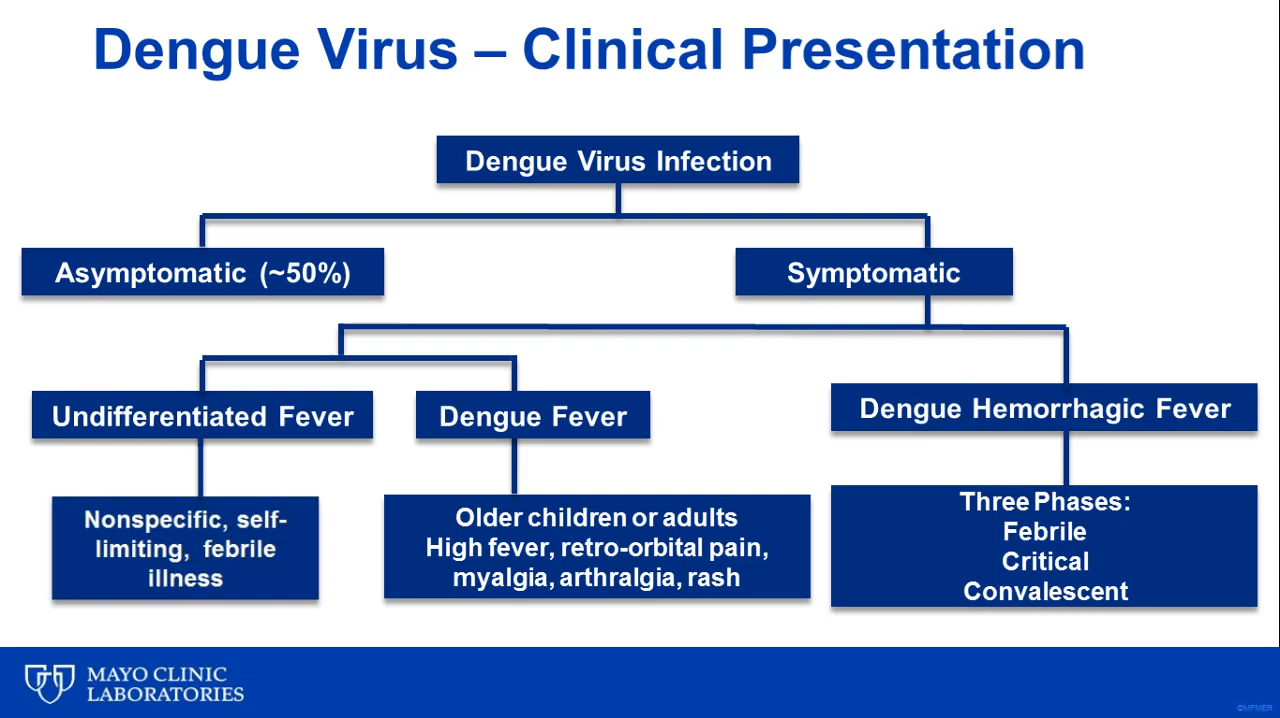 Dengue Virus – Clinical Presentation
Dengue Virus Infection
Asymptomatic (~50%)
Symptomatic
Undifferentiated Fever
Dengue Fever
Dengue Hemorrhagic Fever
Nonspecific, self-
limiting, febrile
illness
Older children or adults
High fever, retro-orbital pain,
myalgia, arthralgia, rash
Three Phases:
Febrile
Critical
Convalescent
MAYO CLINIC
LABORATORIES
©MFMER